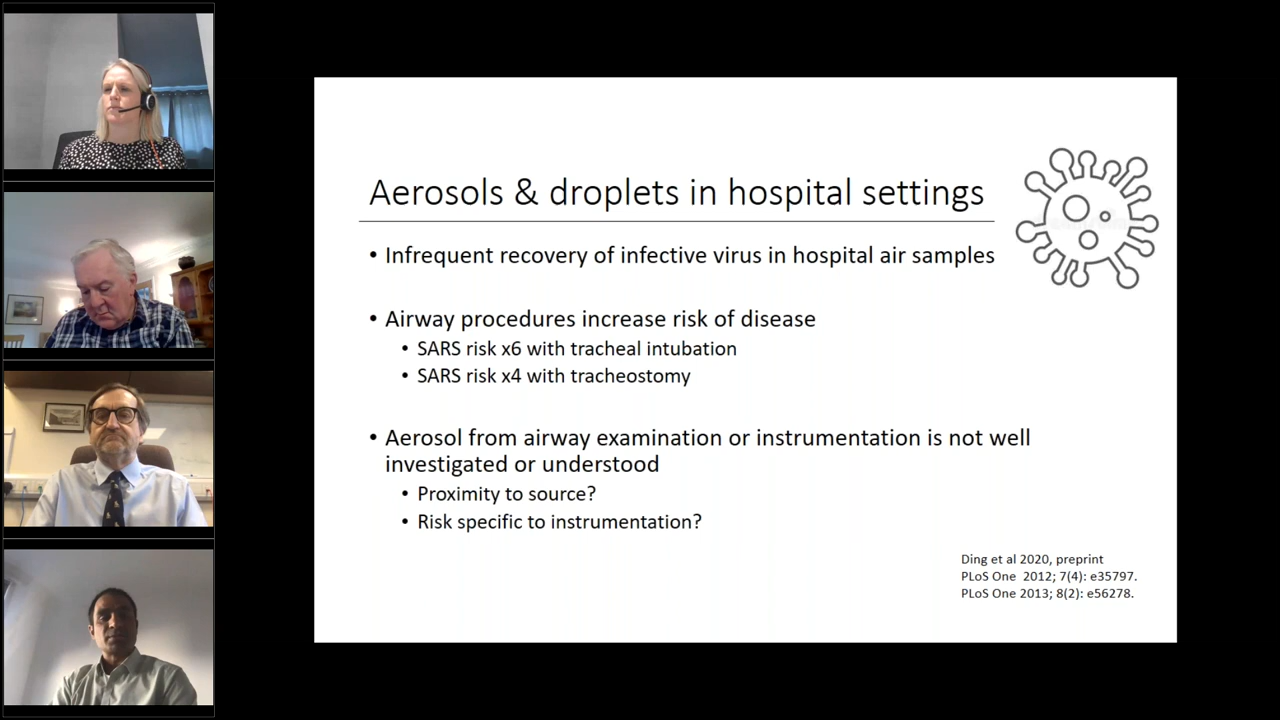 Aerosols & droplets in hospital settings
• Infrequent recovery of infective virus in hospital air samples
• Airway procedures increase risk of disease
• SARS risk x6 with tracheal intubation
• SARS risk x4 with tracheostomy
• Aerosol from airway examination or instrumentation is not well
investigated or understood
• Proximity to source?
• Risk specific to instrumentation?
Ding et al 2020, preprint
PLoS One 2012; 7(4): e35797.
PLoS One 2013; 8(2): e56278.